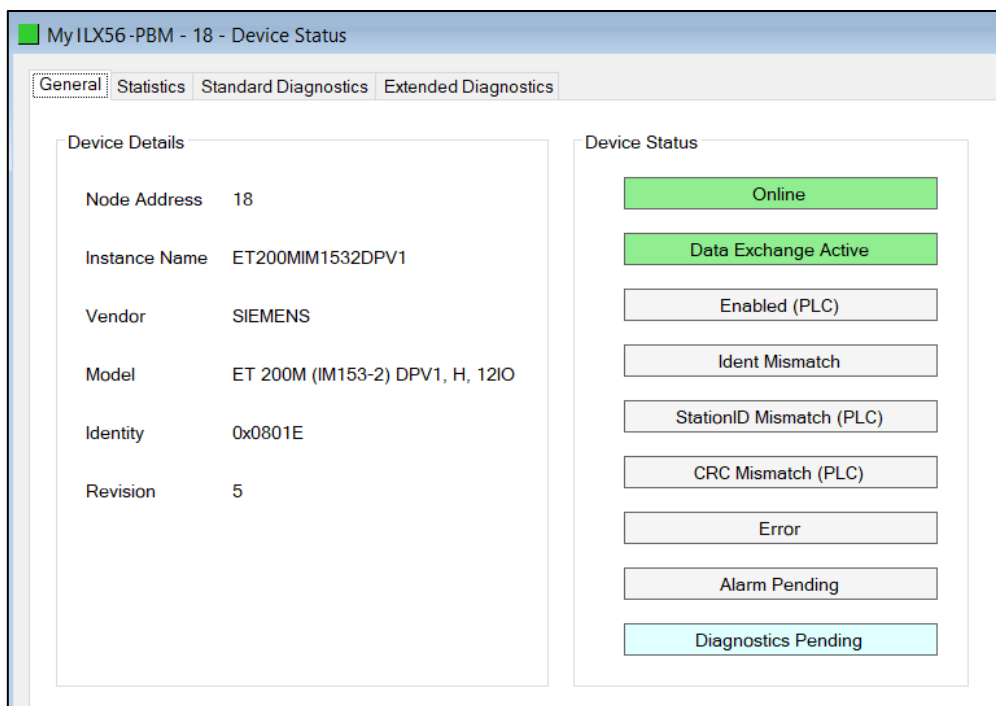 My ILX56-PBM - 18 - Device Status
General Statistics Standard Diagnostics Extended Diagnostics
Device Details
Node Address 18
Instance Name ET200MIM1532DPV1
Vendor SIEMENS
Model ET 200M (IM153-2) DPV1, H, 12IO
Identity 0x0801E
Revision 5
Device Status
Online
Data Exchange Active
Enabled (PLC)
Ident Mismatch
StationID Mismatch (PLC)
CRC Mismatch (PLC)
Error
Alarm Pending
Diagnostics Pending